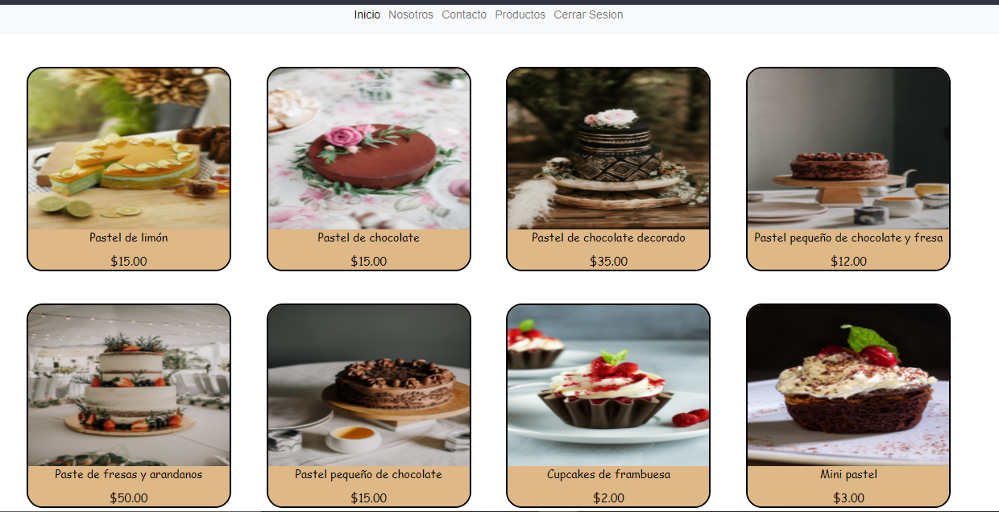 Inicio Nosotros Contacto Productos Cerrar Sesion
Pastel de limón
$15.00
Pastel de chocolate
$15.00
Pastel de chocolate decorado
$35.00
Pastel pequeño de chocolate y fresa
$12.00
Paste de fresas y arandanos
$50.00
Pastel pequeño de chocolate
$15.00
Cupcakes de frambuesa
$2.00
Mini pastel
$3.00